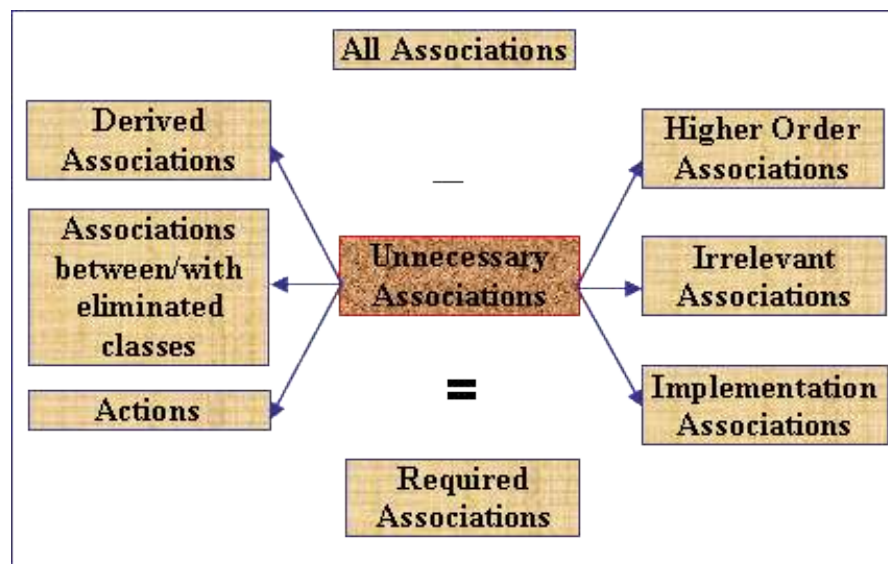 All Associations
Derived
Associations
Higher Order
Associations
—
Associations
between/with
eliminated
classes
Unnecessary
Associations
Irrelevant
Associations
=
Actions
Implementation
Associations
Required
Associations